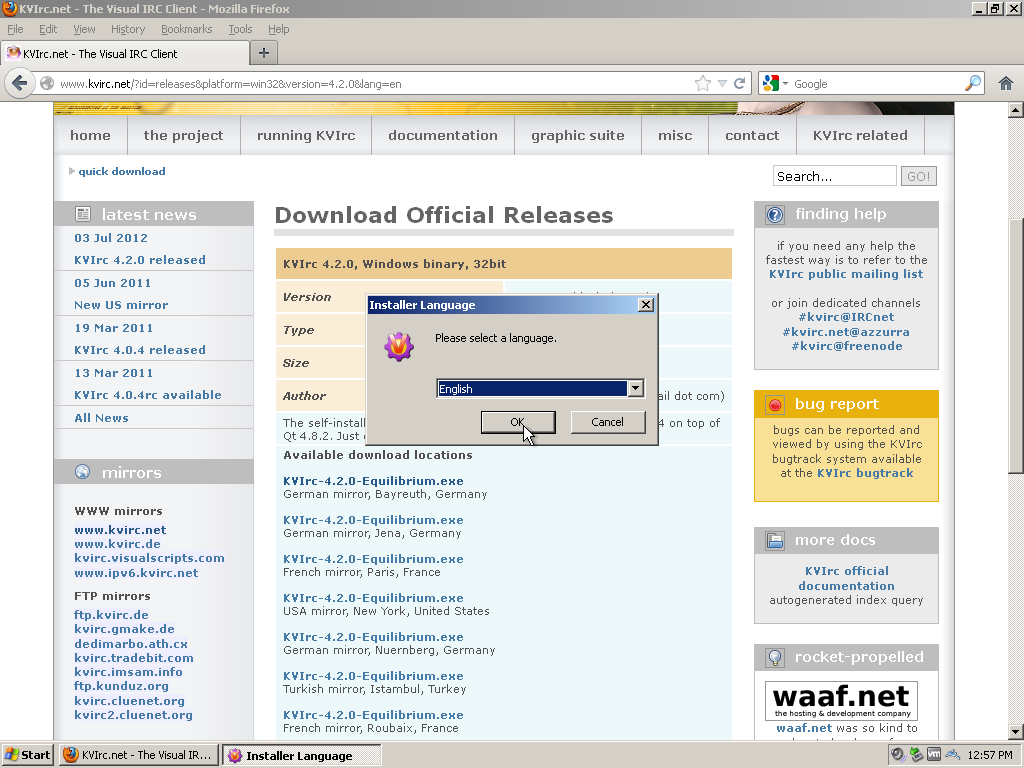 KVIrc.net - The Visual IRC Client - Mozilla Firefox
File Edit View History Bookmarks Tools Help
KVIrc.net - The Visual IRC Client
www.kvirc.net/?id=releases&platform=win32&version=4.2.0&lang=en
Google
home the project running KVIrc documentation graphic suite misc contact KVIrc related
quick download
Search...
GO!
latest news
03 Jul 2012
KVIrc 4.2.0 released
05 Jun 2011
New US mirror
19 Mar 2011
KVIrc 4.0.4 released
13 Mar 2011
KVIrc 4.0.4rc available
All News
mirrors
WWW mirrors
www.kvirc.net
www.kvirc.de
kvirc.visualscripts.com
www.ipv6.kvirc.net
FTP mirrors
ftp.kvirc.de
kvirc.gmake.de
dedimarbo.ath.cx
kvirc.tradebit.com
kvirc.imsam.info
ftp.kunduz.org
kvirc.cluenet.org
kvirc2.cluenet.org
Download Official Releases
KVIrc 4.2.0, Windows binary, 32bit
Version
Type
Size
Author
ail dot com)
The self-instal
4 on top of
Qt 4.8.2. Just
Installer Language
Please select a language.
English
OK
Cancel
Available download locations
KVIrc-4.2.0-Equilibrium.exe
German mirror, Bayreuth, Germany
KVIrc-4.2.0-Equilibrium.exe
German mirror, Jena, Germany
KVIrc-4.2.0-Equilibrium.exe
French mirror, Paris, France
KVIrc-4.2.0-Equilibrium.exe
USA mirror, New York, United States
KVIrc-4.2.0-Equilibrium.exe
German mirror, Nuernberg, Germany
KVIrc-4.2.0-Equilibrium.exe
Turkish mirror, Istambul, Turkey
KVIrc-4.2.0-Equilibrium.exe
French mirror, Roubaix, France
finding help
if you need any help the
fastest way is to refer to the
KVIrc public mailing list
or join dedicated channels
#kvirc@IRCnet
#kvirc.net@azzurra
#kvirc@freenode
bug report
bugs can be reported and
viewed by using the KVIrc
bugtrack system available
at the KVIrc bugtrack
more docs
KVIrc official
documentation
autogenerated index query
rocket-propelled
waaf.net
the hosting & development company
waaf.net was so kind to
Start
KVIrc.net - The Visual IR...
Installer Language
12:57 PM